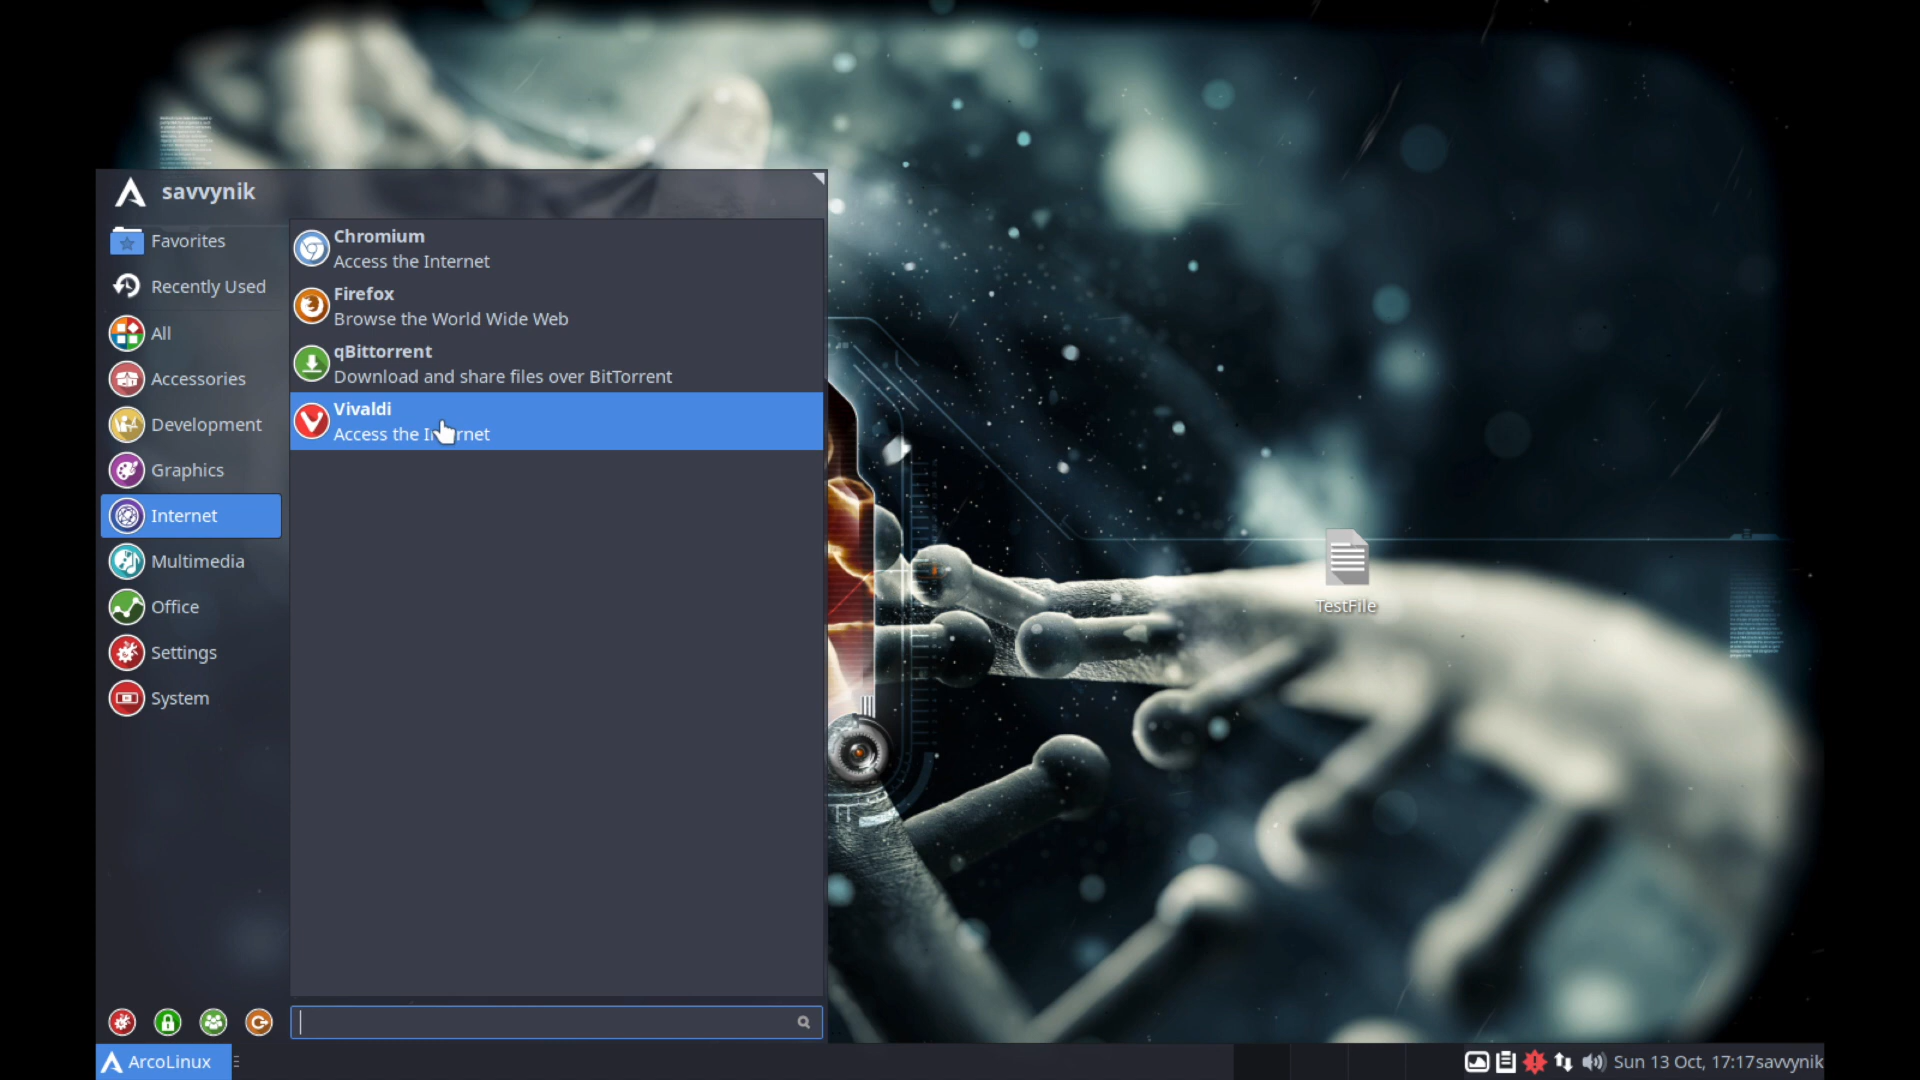 savvynik
Favorites
Recently Used
All
Accessories
Development
Graphics
Internet
Multimedia
Office
Settings
System
Chromium
Access the Internet
Firefox
Browse the World Wide Web
qBittorrent
Download and share files over BitTorrent
Vivaldi
Access the
TestFile
ArcoLinux
Sun 13 Oct, 17:17
savvynik